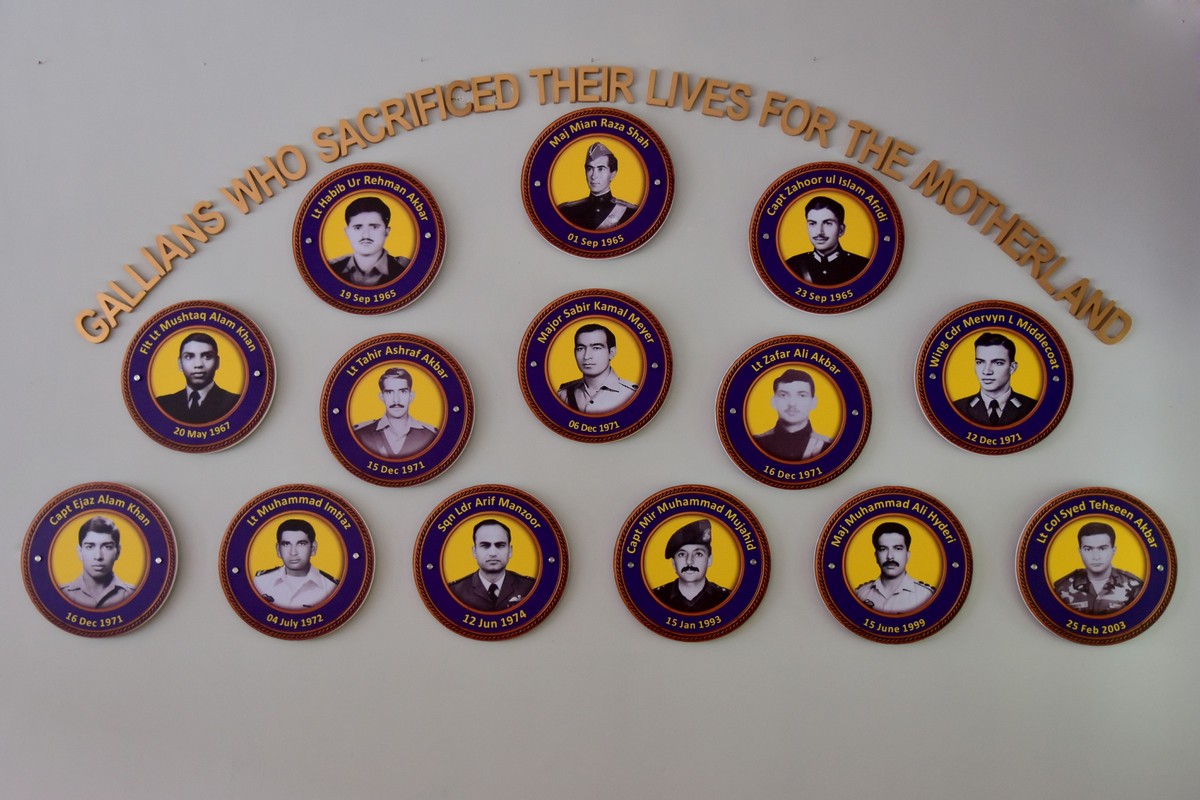 GALLIANS WHO SACRIFICED THEIR LIVES FOR THE MOTHERLAND
Maj Mian Raza Shah
01 Sep 1965
Lt Habib Ur Rehman Akbar
19 Sep 1965
Capt Zahoor ul Islam Afridi
23 Sep 1965
Flt Lt Mushtaq Alam Khan
20 May 1967
Lt Tahir Ashraf Akbar
15 Dec 1971
Major Sabir Kamal Meyer
06 Dec 1971
Lt Zafar Ali Akbar
16 Dec 1971
Wing Cdr Mervyn L Middlecoat
12 Dec 1971
Capt Ejaz Alam Khan
16 Dec 1971
Lt Muhammad Imtiaz
04 July 1972
Sqn Ldr Arif Manzoor
12 Jun 1974
Capt Mir Muhammad Mujahid
15 Jan 1993
Maj Muhammad Ali Hyderi
15 June 1999
Lt Col Syed Tehseen Akbar
25 Feb 2003